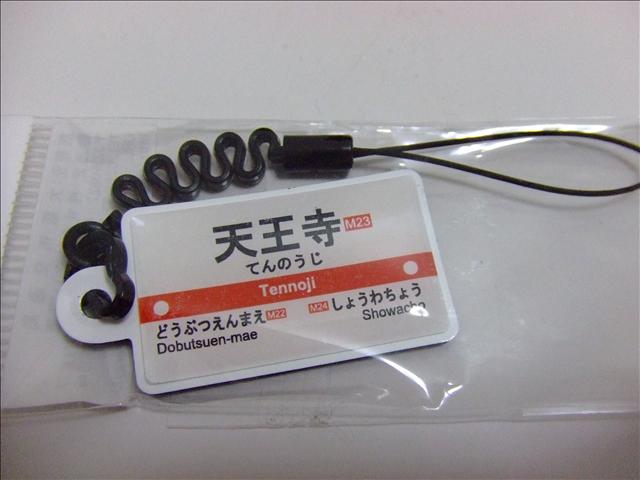 天王寺 M23
てんのうじ
Tennoji
どうぶつえんまえ M22
Dobutsuen-mae
M24 しょうわちょう
Showacho